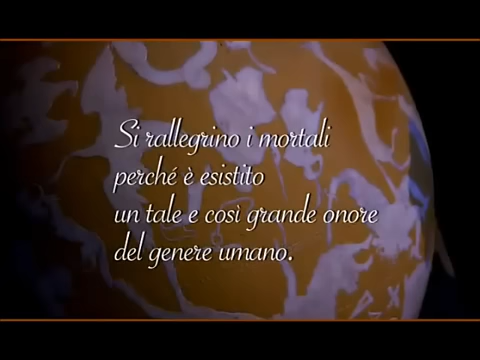 Si rallegrino i mortali
perché è esistito
un tale e così grande onore
del genere umano.